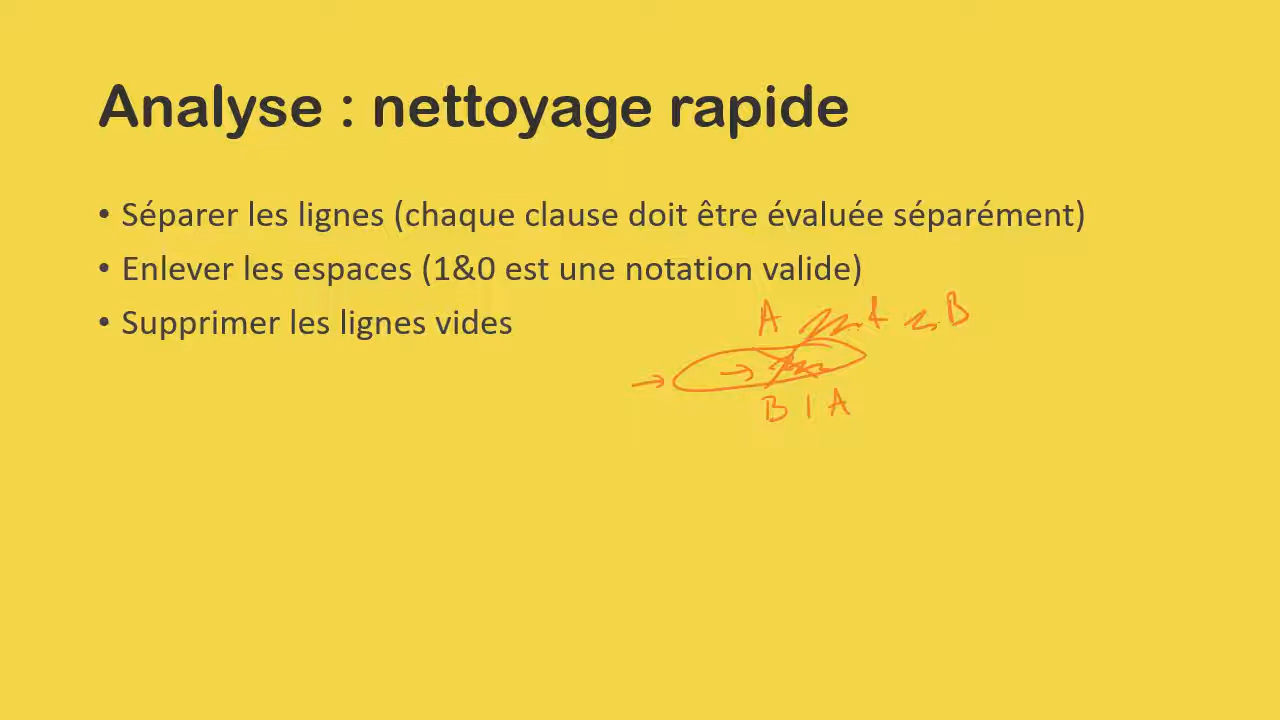 Analyse : nettoyage rapide
• Séparer les lignes (chaque clause doit être évaluée séparément)
• Enlever les espaces (1&0 est une notation valide)
• Supprimer les lignes vides
A & B
B | A